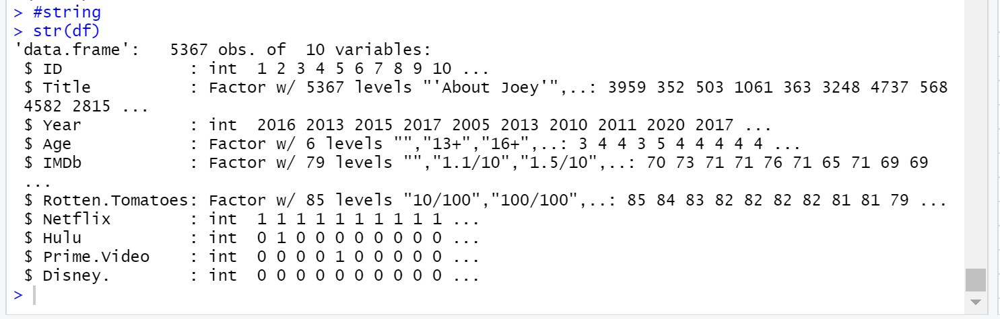 > #string
> str(df)
'data.frame':   5367 obs. of  10 variables:
 $ ID             : int  1 2 3 4 5 6 7 8 9 10 ...
 $ Title          : Factor w/ 5367 levels "'About Joey'",..: 3959 352 503 1061 363 3248 4737 568
 4582 2815 ...
 $ Year           : int  2016 2013 2015 2017 2005 2013 2010 2011 2020 2017 ...
 $ Age            : Factor w/ 6 levels "","13+","16+",..: 3 4 4 3 5 4 4 4 4 4 ...
 $ IMDb           : Factor w/ 79 levels "","1.1/10","1.5/10",..: 70 73 71 71 76 71 65 71 69 69
 ...
 $ Rotten.Tomatoes: Factor w/ 85 levels "10/100","100/100",..: 85 84 83 82 82 82 82 81 81 79 ...
 $ Netflix        : int  1 1 1 1 1 1 1 1 1 1 ...
 $ Hulu           : int  0 1 0 0 0 0 0 0 0 0 ...
 $ Prime.Video    : int  0 0 0 0 1 0 0 0 0 0 ...
 $ Disney.        : int  0 0 0 0 0 0 0 0 0 0 ...
>